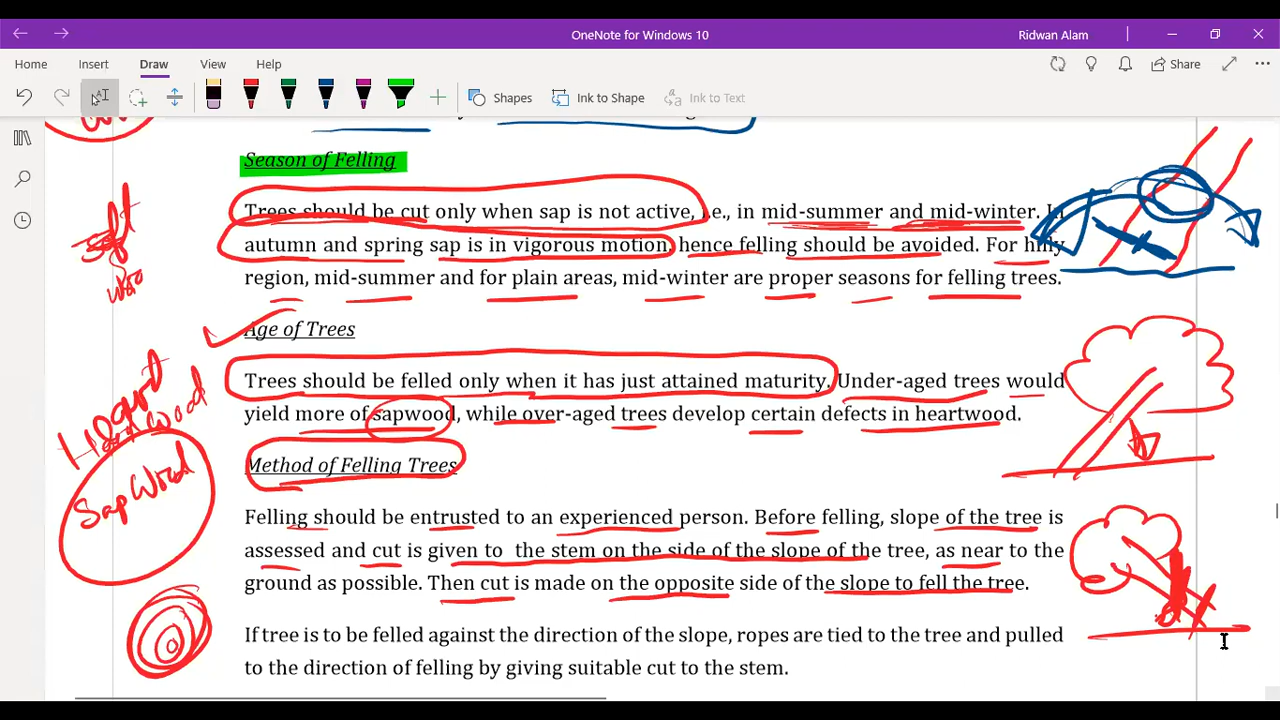 OneNote for Windows 10
Ridwan Alam
Home Insert Draw View Help
Share
Shapes
Ink to Shape
Ink to Text
Season of Felling
Trees should be cut only when sap is not active, i.e., in mid-summer and mid-winter. In
autumn and spring sap is in vigorous motion, hence felling should be avoided. For hilly
region, mid-summer and for plain areas, mid-winter are proper seasons for felling trees.
Age of Trees
Trees should be felled only when it has just attained maturity. Under-aged trees would
yield more of sapwood, while over-aged trees develop certain defects in heartwood.
Method of Felling Trees
Felling should be entrusted to an experienced person. Before felling, slope of the tree is
assessed and cut is given to the stem on the side of the slope of the tree, as near to the
ground as possible. Then cut is made on the opposite side of the slope to fell the tree.
If tree is to be felled against the direction of the slope, ropes are tied to the tree and pulled
to the direction of felling by giving suitable cut to the stem.
soft
Wood
Sap Wood